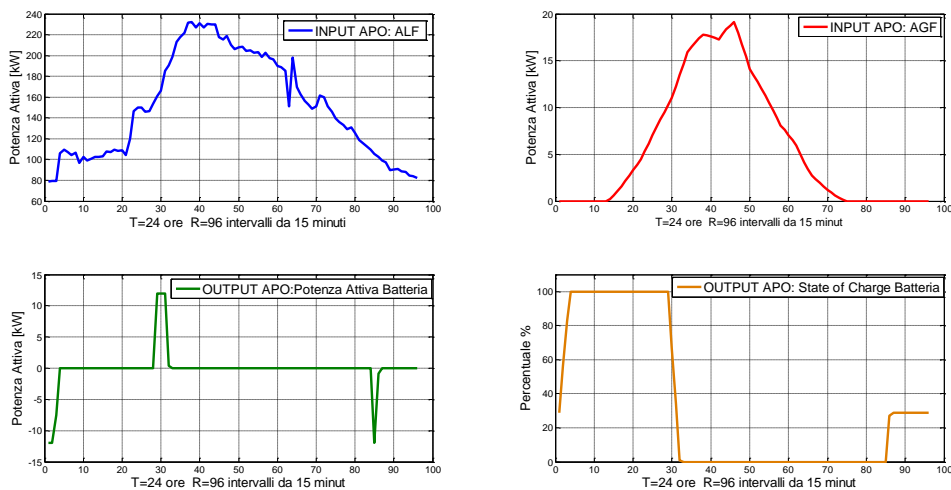 INPUT APO: ALF
Potenza Attiva [kW]
240
220
200
180
160
140
120
100
80
60
0 10 20 30 40 50 60 70 80 90 100
T=24 ore R=96 intervalli da 15 minuti
INPUT APO: AGF
Potenza Attiva [kW]
20
15
10
5
0
0 10 20 30 40 50 60 70 80 90 100
T=24 ore R=96 intervalli da 15 minut
OUTPUT APO:Potenza Attiva Batteria
Potenza Attiva [kW]
15
10
5
0
-5
-10
-15
0 10 20 30 40 50 60 70 80 90 100
T=24 ore R=96 intervalli da 15 minut
OUTPUT APO: State of Charge Batteria
Percentuale %
100
80
60
40
20
0
0 10 20 30 40 50 60 70 80 90 100
T=24 ore R=96 intervalli da 15 minut